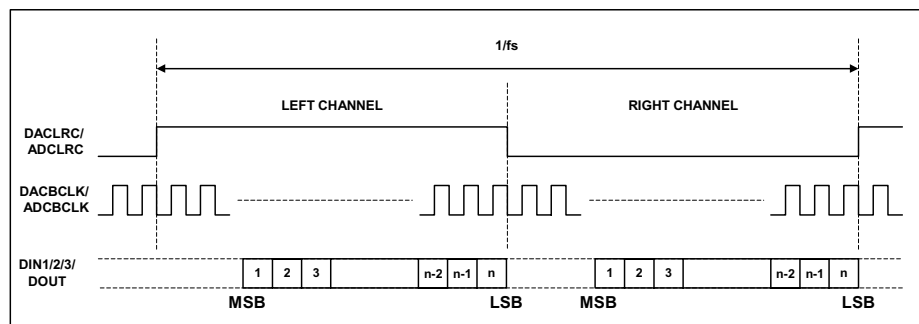 1/fs
LEFT CHANNEL RIGHT CHANNEL
DACLRC/
ADCLRC
DACBCLK/
ADCBCLK
DIN1/2/3/
DOUT
1 2 3 n-2 n-1 n 1 2 3 n-2 n-1 n
MSB LSB MSB LSB